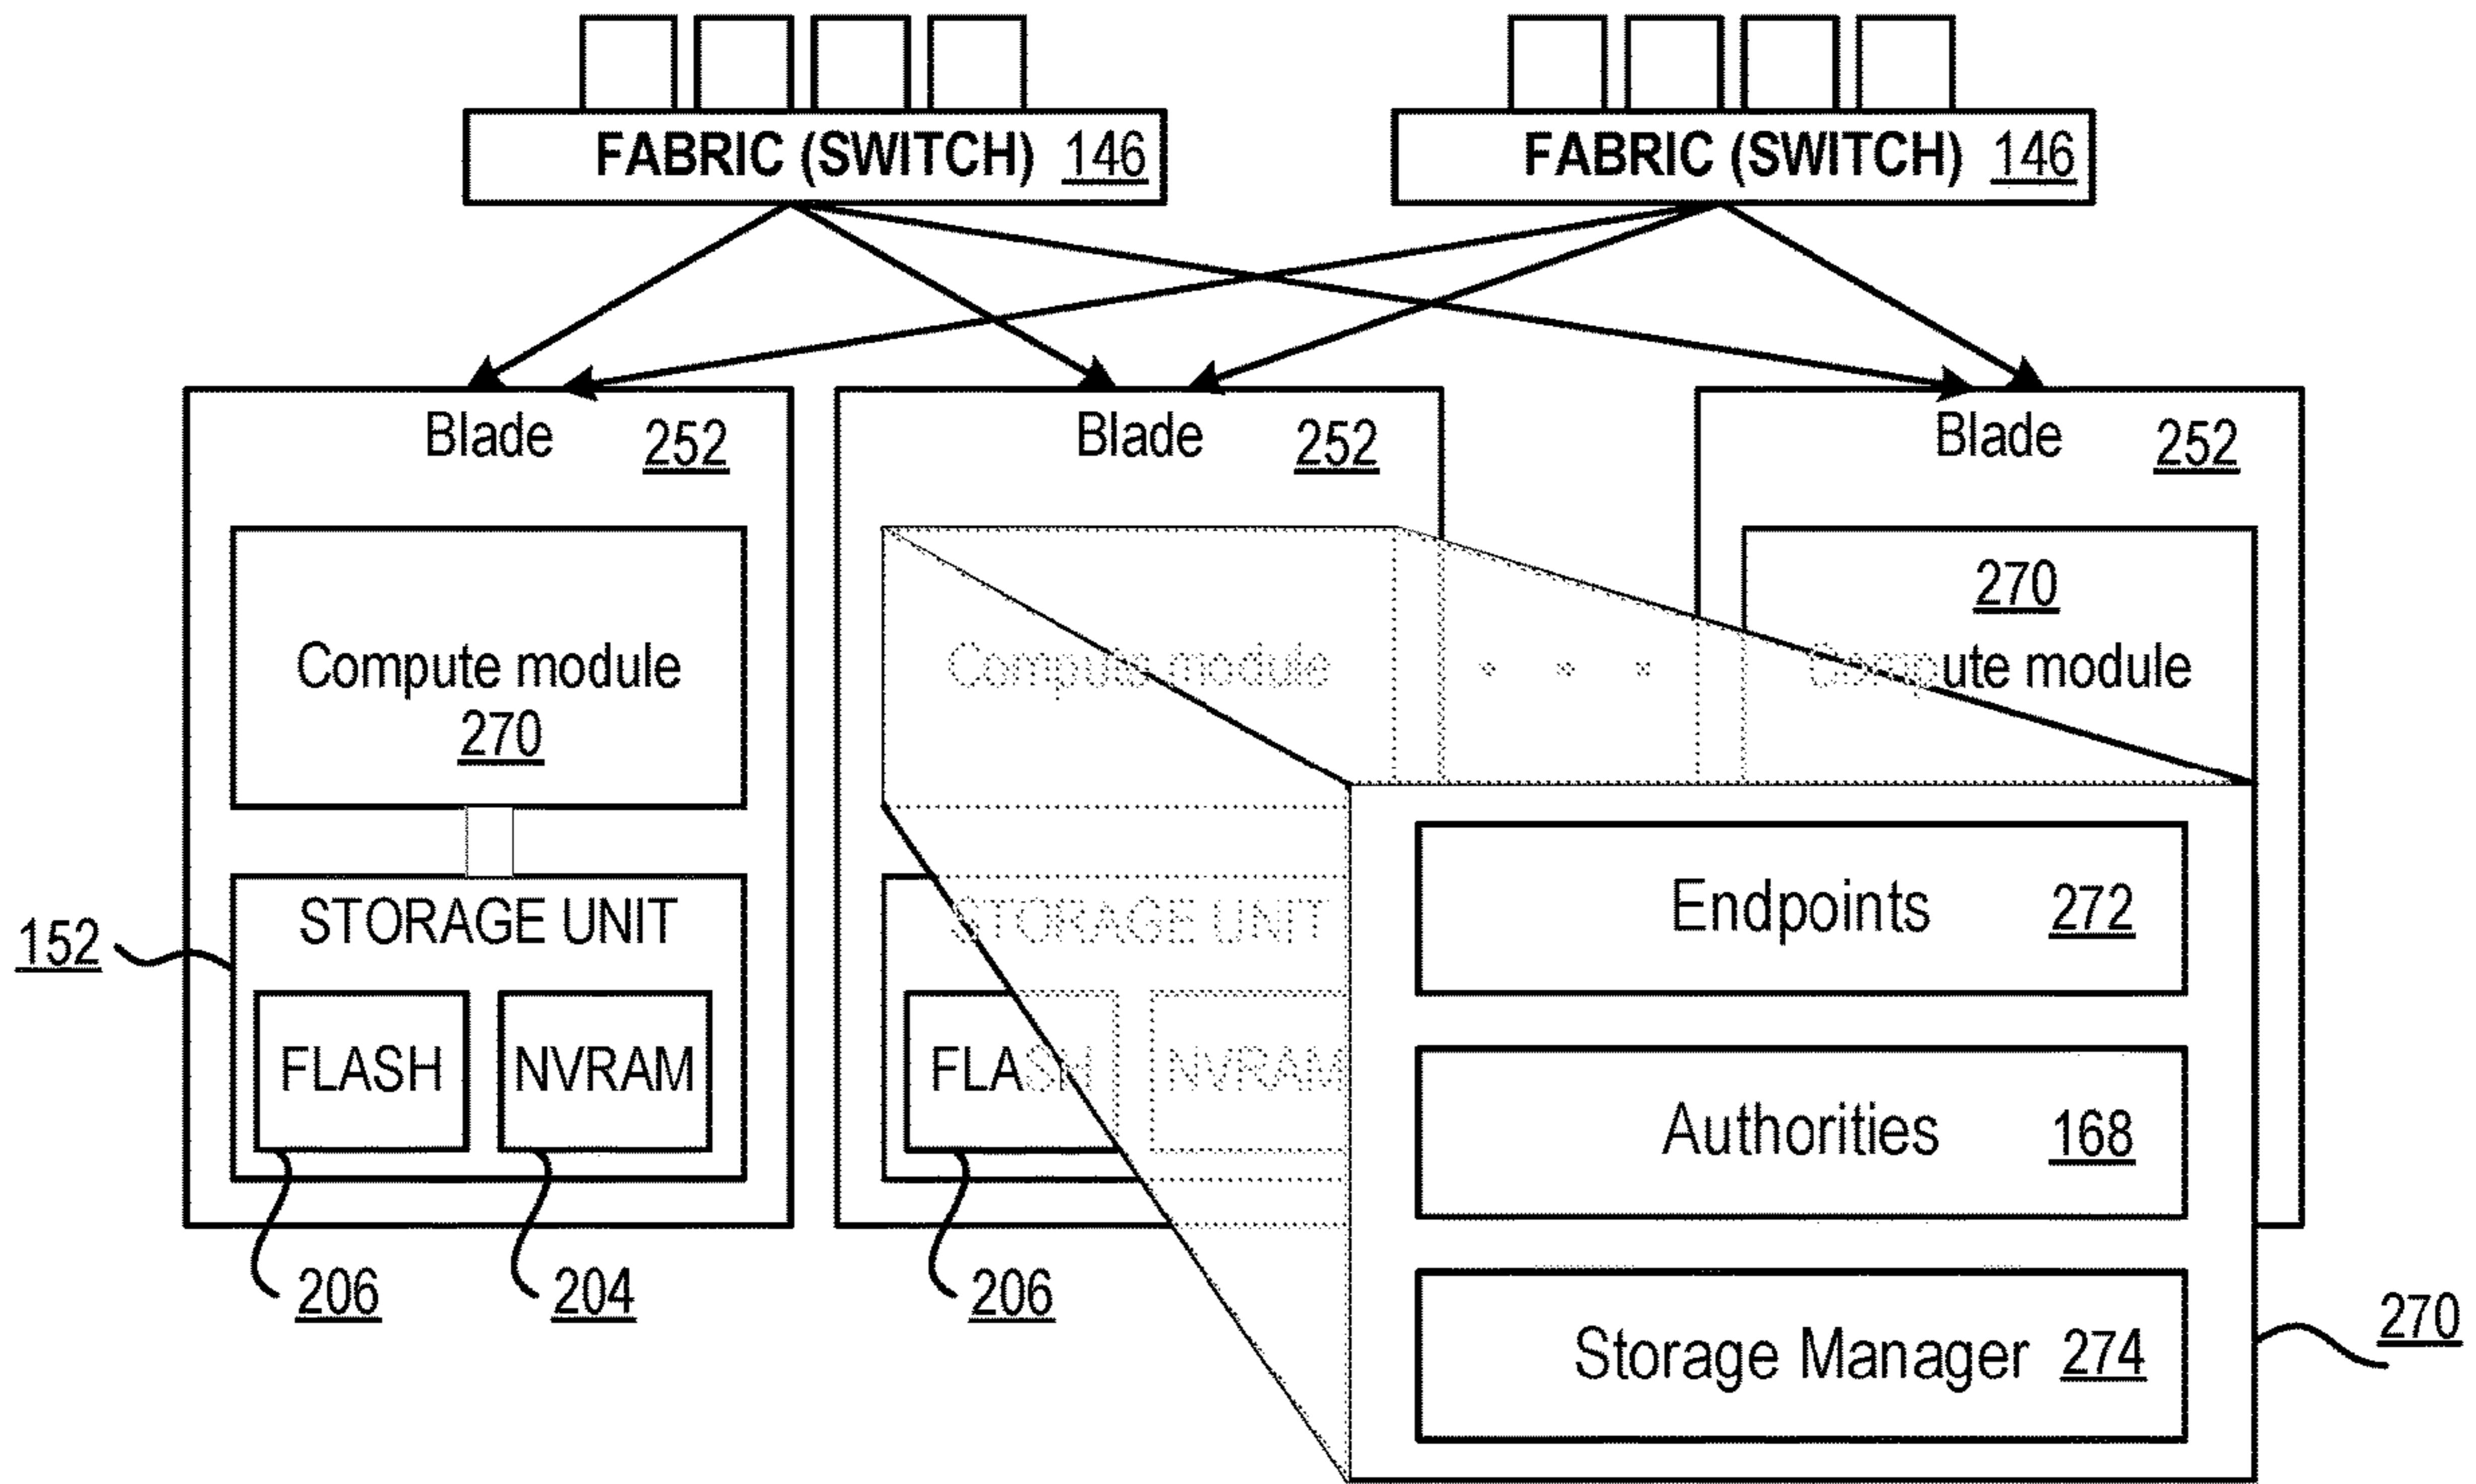 FABRIC (SWITCH) 146
FABRIC (SWITCH) 146
Blade 252
Blade 252
Blade 252
270
Compute module
270
Compute module
Compute module
152
STORAGE UNIT
STORAGE UNIT
FLASH
NVRAM
FLASH
NVRAM
206
204
206
Endpoints 272
Authorities 168
Storage Manager 274
270